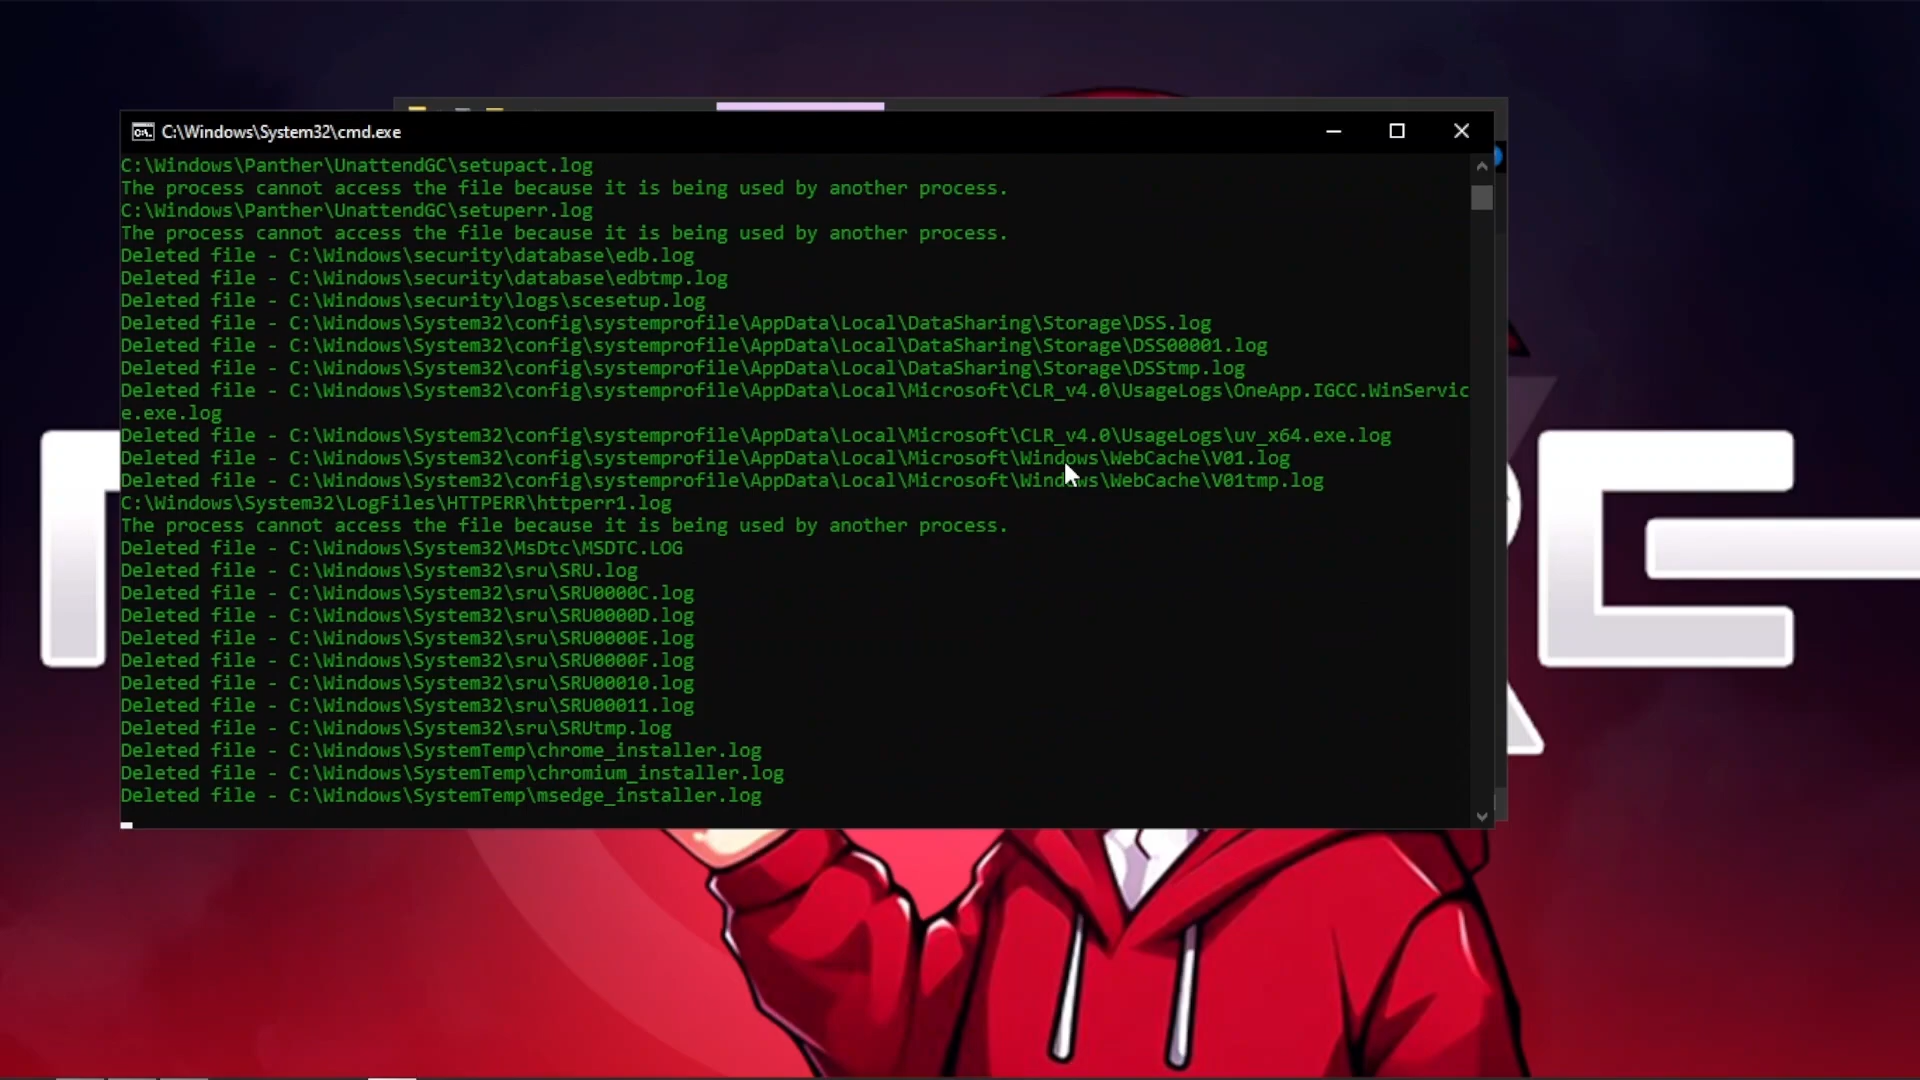 C:\Windows\System32\cmd.exe
C:\Windows\Panther\UnattendGC\setupact.log
The process cannot access the file because it is being used by another process.
C:\Windows\Panther\UnattendGC\setuperr.log
The process cannot access the file because it is being used by another process.
Deleted file - C:\Windows\security\database\edb.log
Deleted file - C:\Windows\security\database\edbtmp.log
Deleted file - C:\Windows\security\logs\scesetup.log
Deleted file - C:\Windows\System32\config\systemprofile\AppData\Local\DataSharing\Storage\DSS.log
Deleted file - C:\Windows\System32\config\systemprofile\AppData\Local\DataSharing\Storage\DSS00001.log
Deleted file - C:\Windows\System32\config\systemprofile\AppData\Local\DataSharing\Storage\DSStmp.log
Deleted file - C:\Windows\System32\config\systemprofile\AppData\Local\Microsoft\CLR_v4.0\UsageLogs\OneApp.IGCC.WinServic
e.exe.log
Deleted file - C:\Windows\System32\config\systemprofile\AppData\Local\Microsoft\CLR_v4.0\UsageLogs\uv_x64.exe.log
Deleted file - C:\Windows\System32\config\systemprofile\AppData\Local\Microsoft\Windows\WebCache\V01.log
Deleted file - C:\Windows\System32\config\systemprofile\AppData\Local\Microsoft\Windows\WebCache\V01tmp.log
C:\Windows\System32\LogFiles\HTTPERR\httperr1.log
The process cannot access the file because it is being used by another process.
Deleted file - C:\Windows\System32\MsDtc\MSDTC.LOG
Deleted file - C:\Windows\System32\sru\SRU.log
Deleted file - C:\Windows\System32\sru\SRU0000C.log
Deleted file - C:\Windows\System32\sru\SRU0000D.log
Deleted file - C:\Windows\System32\sru\SRU0000E.log
Deleted file - C:\Windows\System32\sru\SRU0000F.log
Deleted file - C:\Windows\System32\sru\SRU00010.log
Deleted file - C:\Windows\System32\sru\SRU00011.log
Deleted file - C:\Windows\System32\sru\SRUtmp.log
Deleted file - C:\Windows\SystemTemp\chrome_installer.log
Deleted file - C:\Windows\SystemTemp\chromium_installer.log
Deleted file - C:\Windows\SystemTemp\msedge_installer.log